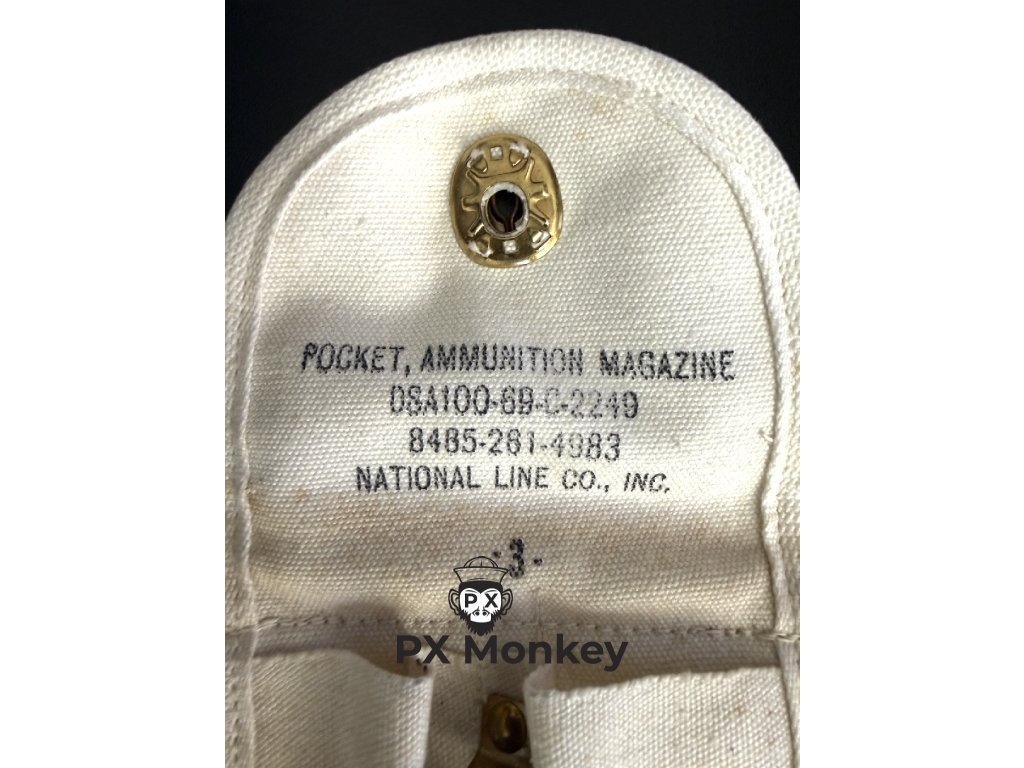 POCKET, AMMUNITION MAGAZINE
DSA100-69-C-2249
8465-261-4983
NATIONAL LINE CO., INC.
·3·
PX
PX Monkey